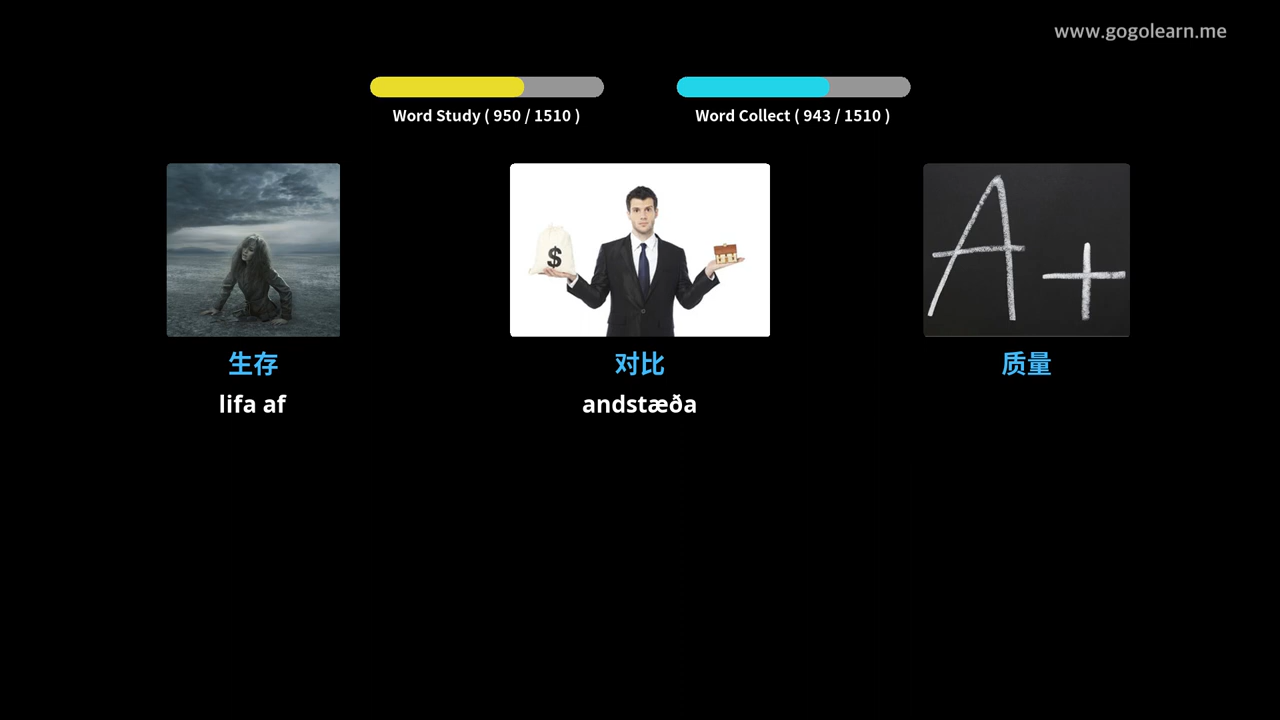 www.gogolearn.me
Word Study ( 950 / 1510 )
Word Collect ( 943 / 1510 )
$
A+
生存
对比
质量
lifa af
andstæða